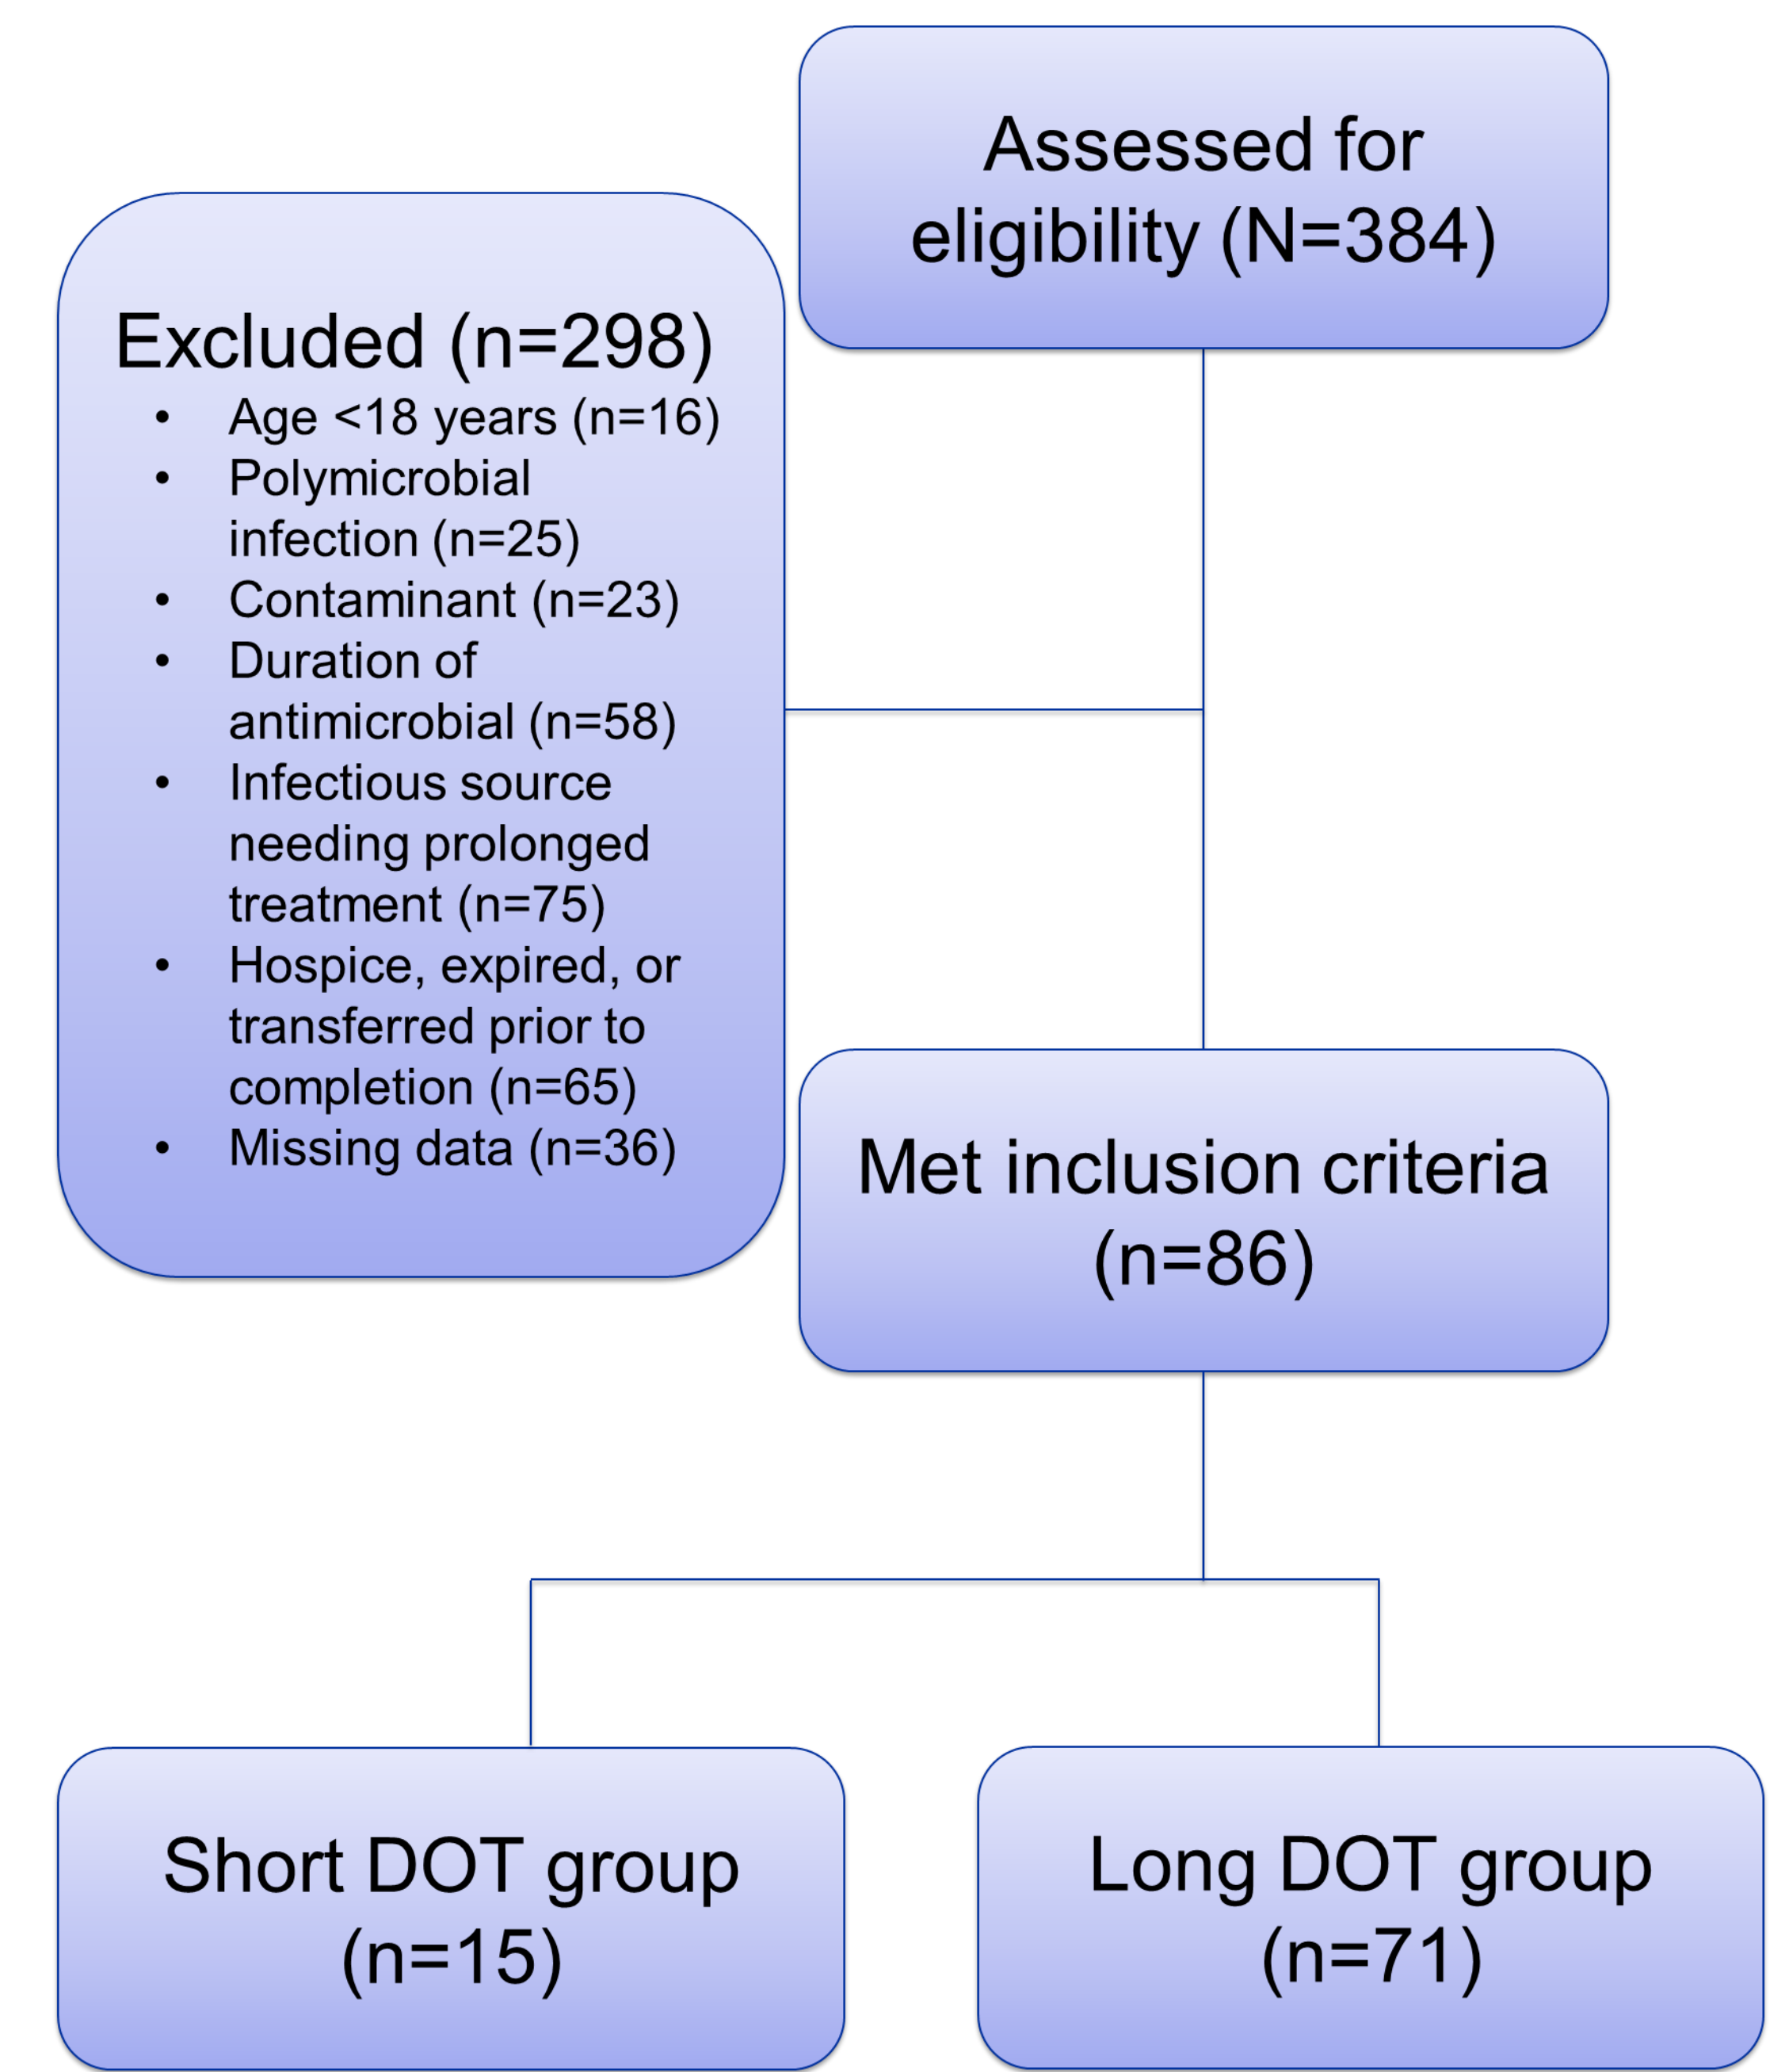 Assessed for
eligibility (N=384)
Excluded (n=298)
• Age <18 years (n=16)
• Polymicrobial
infection (n=25)
• Contaminant (n=23)
• Duration of
antimicrobial (n=58)
• Infectious source
needing prolonged
treatment (n=75)
• Hospice, expired, or
transferred prior to
completion (n=65)
• Missing data (n=36)
Met inclusion criteria
(n=86)
Short DOT group
(n=15)
Long DOT group
(n=71)